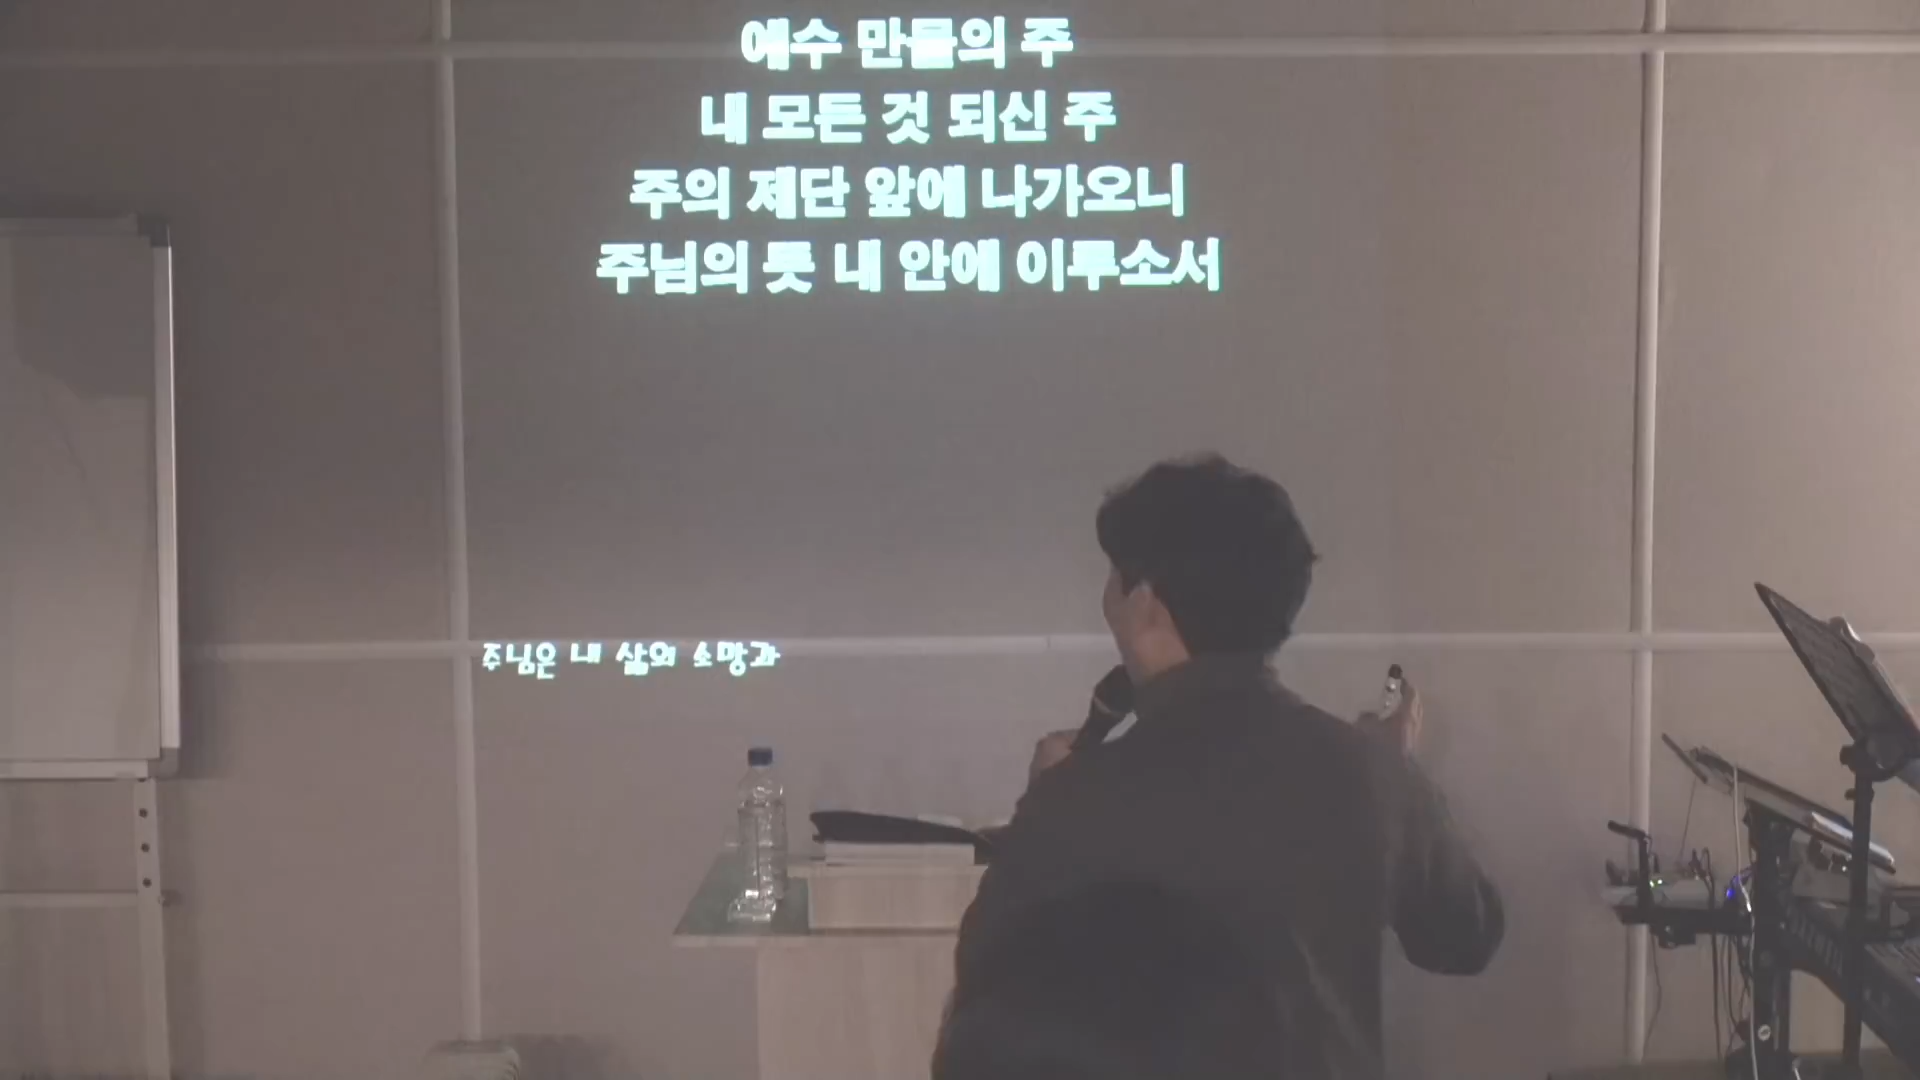 예수 만물의 주
내 모든 것 되신 주
주의 제단 앞에 나가오니
주님의 뜻 내 안에 이루소서
주님은 내 삶의 소망과